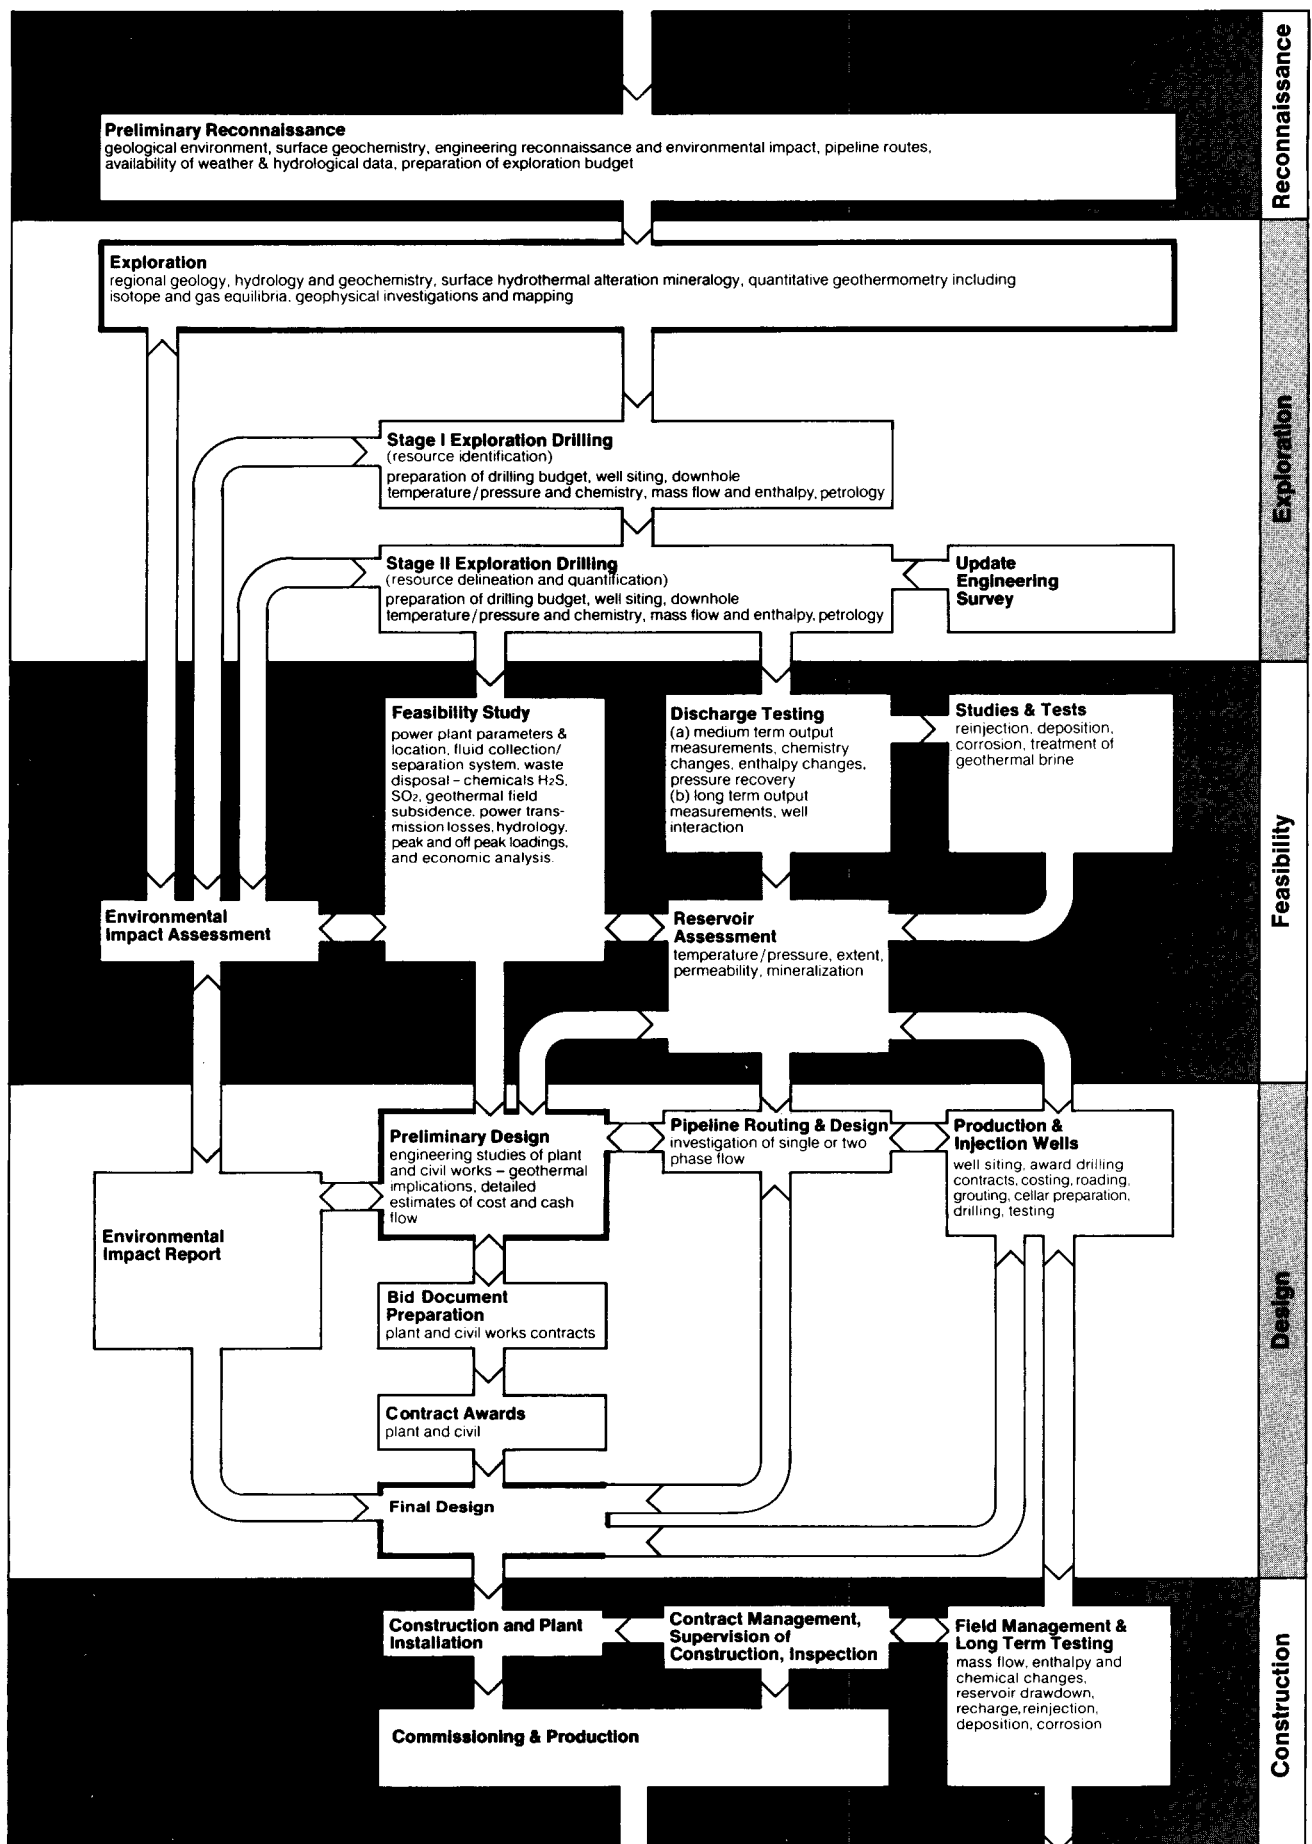 Reconnaissance
Preliminary Reconnaissance
geological environment, surface geochemistry, engineering reconnaissance and environmental impact, pipeline routes,
availability of weather & hydrological data, preparation of exploration budget
Exploration
Exploration
regional geology, hydrology and geochemistry, surface hydrothermal alteration mineralogy, quantitative geothermometry including
isotope and gas equilibria, geophysical investigations and mapping
Stage I Exploration Drilling
(resource identification)
preparation of drilling budget, well siting, downhole
temperature/pressure and chemistry, mass flow and enthalpy, petrology
Stage II Exploration Drilling
(resource delineation and quantification)
preparation of drilling budget, well siting, downhole
temperature/pressure and chemistry, mass flow and enthalpy, petrology
Update
Engineering
Survey
Feasibility
Feasibility Study
power plant parameters &
location, fluid collection/
separation system, waste
disposal – chemicals H₂S,
SO₂, geothermal field
subsidence, power trans-
mission losses, hydrology,
peak and off peak loadings,
and economic analysis.
Discharge Testing
(a) medium term output
measurements, chemistry
changes, enthalpy changes,
pressure recovery
(b) long term output
measurements, well
interaction
Studies & Tests
reinjection, deposition,
corrosion, treatment of
geothermal brine
Environmental
Impact Assessment
Reservoir
Assessment
temperature/pressure, extent,
permeability, mineralization
Design
Preliminary Design
engineering studies of plant
and civil works – geothermal
implications, detailed
estimates of cost and cash
flow
Pipeline Routing & Design
investigation of single or two
phase flow
Production &
Injection Wells
well siting, award drilling
contracts, costing, roading,
grouting, cellar preparation,
drilling, testing
Environmental
Impact Report
Bid Document
Preparation
plant and civil works contracts
Contract Awards
plant and civil
Final Design
Construction
Construction and Plant
Installation
Contract Management,
Supervision of
Construction, Inspection
Field Management &
Long Term Testing
mass flow, enthalpy and
chemical changes,
reservoir drawdown,
recharge, reinjection,
deposition, corrosion
Commissioning & Production